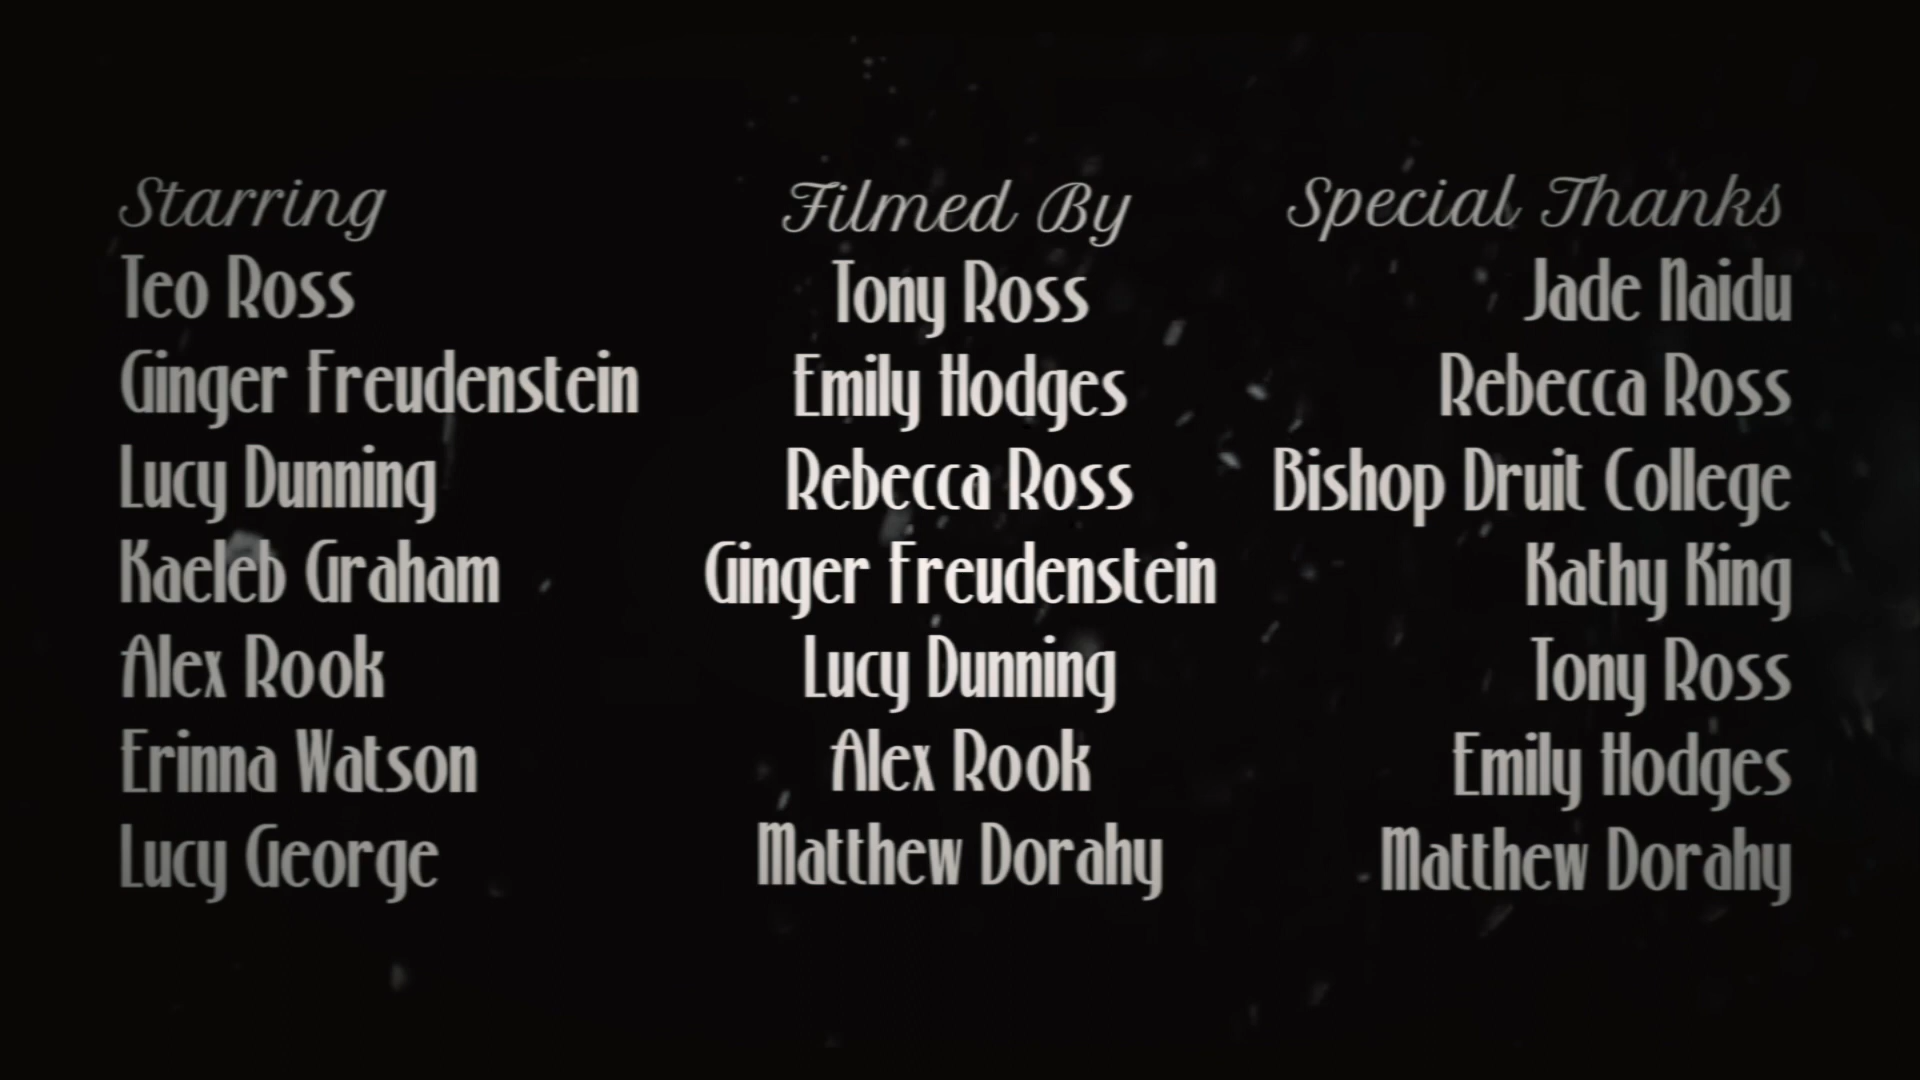 Starring
Teo Ross
Ginger Freudenstein
Lucy Dunning
Kaeleb Graham
Alex Rook
Erinna Watson
Lucy George
Filmed By
Tony Ross
Emily Hodges
Rebecca Ross
Ginger Freudenstein
Lucy Dunning
Alex Rook
Matthew Dorahy
Special Thanks
Jade Naidu
Rebecca Ross
Bishop Druit College
Kathy King
Tony Ross
Emily Hodges
Matthew Dorahy